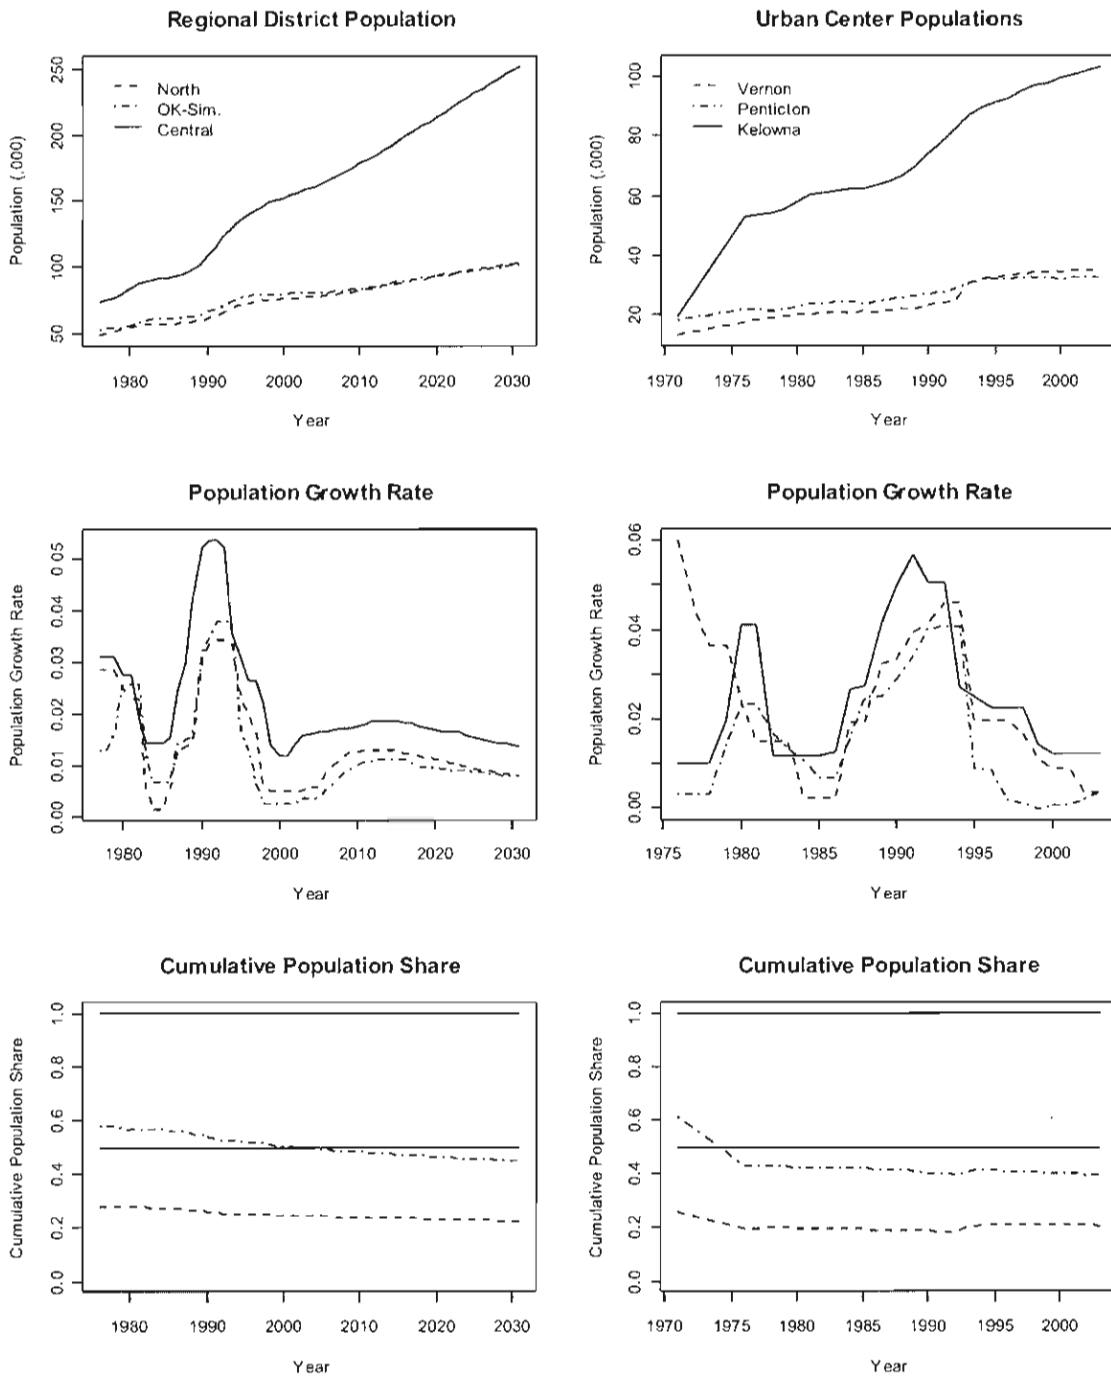 Regional District Population
Population (,000)
250
200
150
100
50
North
OK-Sim.
Central
1980 1990 2000 2010 2020 2030
Year
Urban Center Populations
Population (,000)
100
80
60
40
20
Vernon
Penticton
Kelowna
1970 1975 1980 1985 1990 1995 2000
Year
Population Growth Rate
Population Growth Rate
0.05
0.04
0.03
0.02
0.01
0.00
1980 1990 2000 2010 2020 2030
Year
Population Growth Rate
Population Growth Rate
0.06
0.04
0.02
0.00
1975 1980 1985 1990 1995 2000
Year
Cumulative Population Share
Cumulative Population Share
1.0
0.8
0.6
0.4
0.2
0.0
1980 1990 2000 2010 2020 2030
Year
Cumulative Population Share
Cumulative Population Share
1.0
0.8
0.6
0.4
0.2
0.0
1970 1975 1980 1985 1990 1995 2000
Year